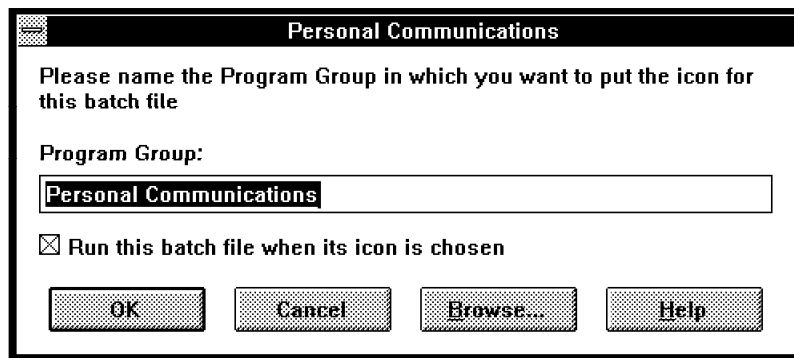 Personal Communications
Please name the Program Group in which you want to put the icon for
this batch file
Program Group:
Personal Communications
Run this batch file when its icon is chosen
OK Cancel Browse... Help